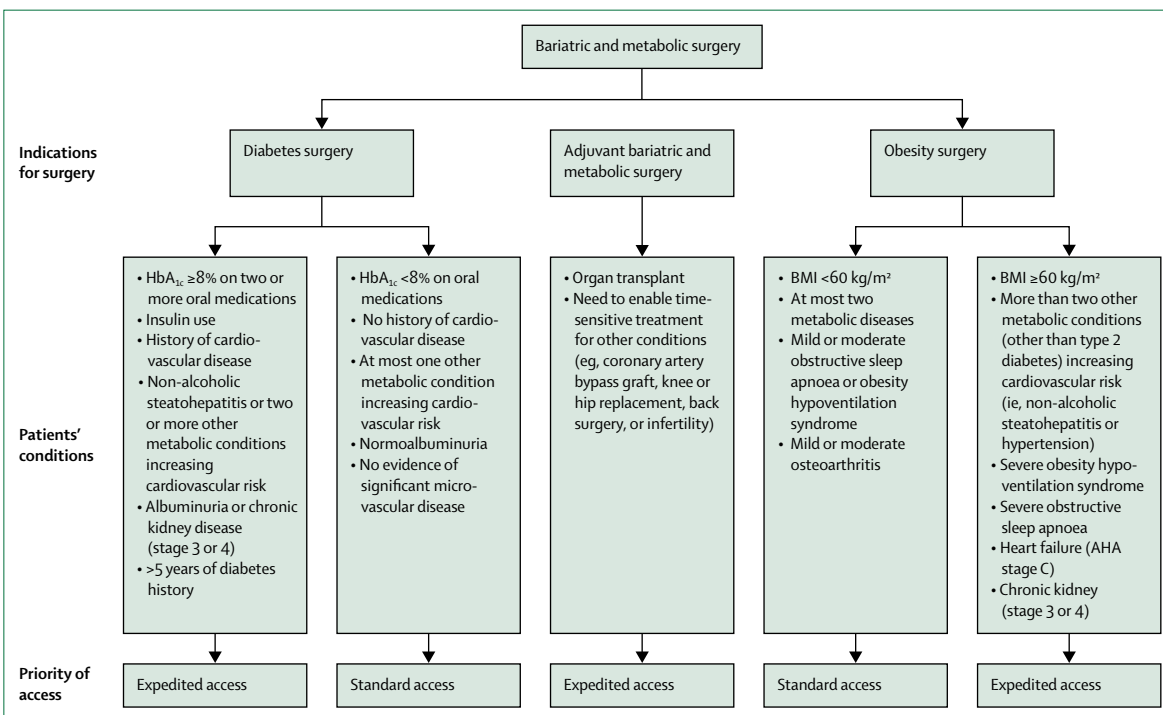 Bariatric and metabolic surgery
Indications
for surgery
Diabetes surgery
Adjuvant bariatric and
metabolic surgery
Obesity surgery
Patients’
conditions
• HbA1c ≥8% on two or
more oral medications
• Insulin use
• History of cardio-
vascular disease
• Non-alcoholic
steatohepatitis or two
or more other
metabolic conditions
increasing
cardiovascular risk
• Albuminuria or chronic
kidney disease
(stage 3 or 4)
• >5 years of diabetes
history
• HbA1c <8% on oral
medications
• No history of cardio-
vascular disease
• At most one other
metabolic condition
increasing cardio-
vascular risk
• Normoalbuminuria
• No evidence of
significant micro-
vascular disease
• Organ transplant
• Need to enable time-
sensitive treatment
for other conditions
(eg, coronary artery
bypass graft, knee or
hip replacement, back
surgery, or infertility)
• BMI <60 kg/m²
• At most two
metabolic diseases
• Mild or moderate
obstructive sleep
apnoea or obesity
hypoventilation
syndrome
• Mild or moderate
osteoarthritis
• BMI ≥60 kg/m²
• More than two other
metabolic conditions
(other than type 2
diabetes) increasing
cardiovascular risk
(ie, non-alcoholic
steatohepatitis or
hypertension)
• Severe obesity hypo-
ventilation syndrome
• Severe obstructive
sleep apnoea
• Heart failure (AHA
stage C)
• Chronic kidney
(stage 3 or 4)
Priority of
access
Expedited access
Standard access
Expedited access
Standard access
Expedited access